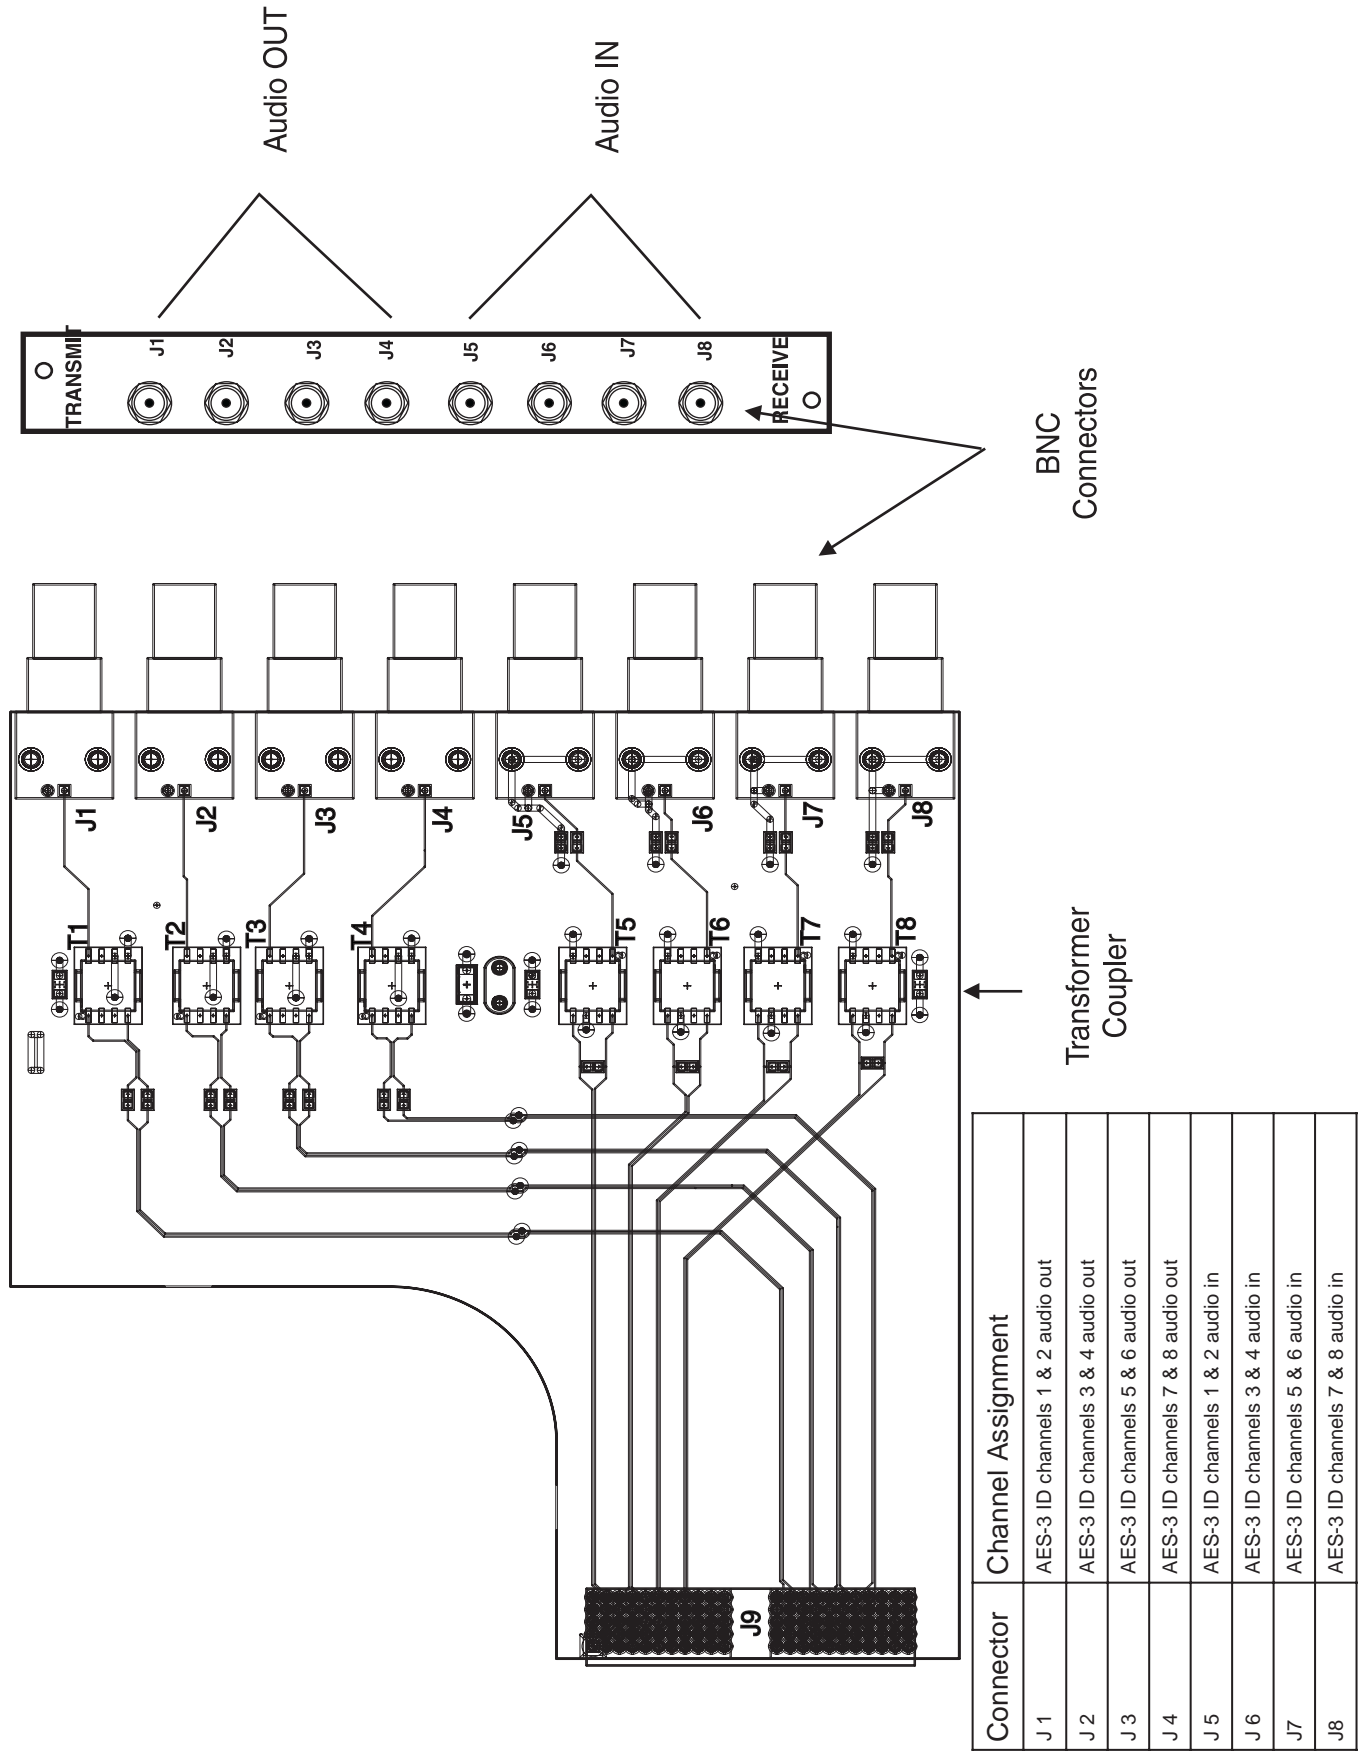 Audio OUT
Audio IN
TRANSMIT
J1
J2
J3
J4
J5
J6
J7
J8
RECEIVE
BNC
Connectors
J1
J2
J3
J4
J5
J6
J7
J8
T1
T2
T3
T4
T5
T6
T7
T8
Transformer
Coupler
J9
Connector Channel Assignment
J 1 AES-3 ID channels 1 & 2 audio out
J 2 AES-3 ID channels 3 & 4 audio out
J 3 AES-3 ID channels 5 & 6 audio out
J 4 AES-3 ID channels 7 & 8 audio out
J 5 AES-3 ID channels 1 & 2 audio in
J 6 AES-3 ID channels 3 & 4 audio in
J7 AES-3 ID channels 5 & 6 audio in
J8 AES-3 ID channels 7 & 8 audio in